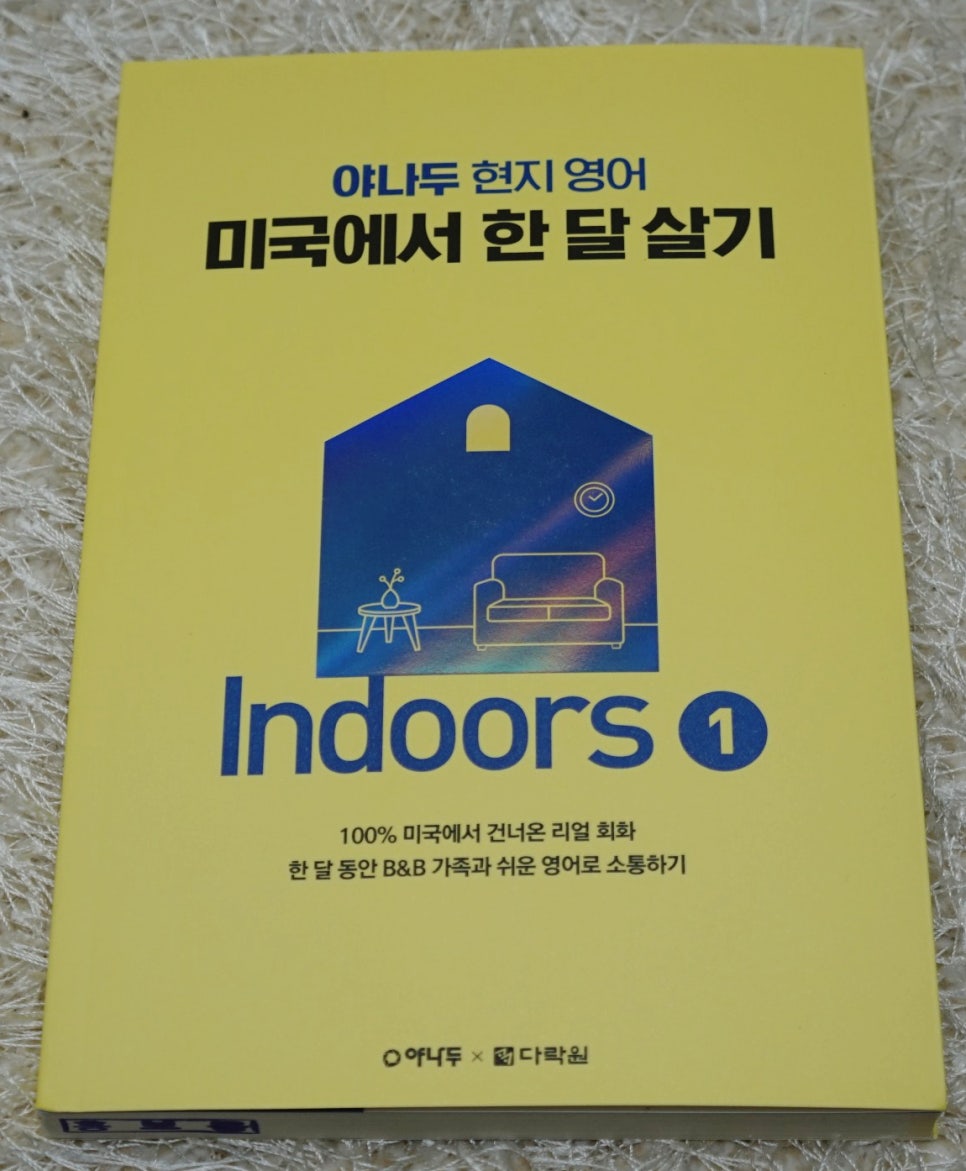 야나두 현지 영어
미국에서 한 달 살기
Indoors 1
100% 미국에서 건너온 리얼 회화
한 달 동안 B&B 가족과 쉬운 영어로 소통하기
야나두 × 다락원